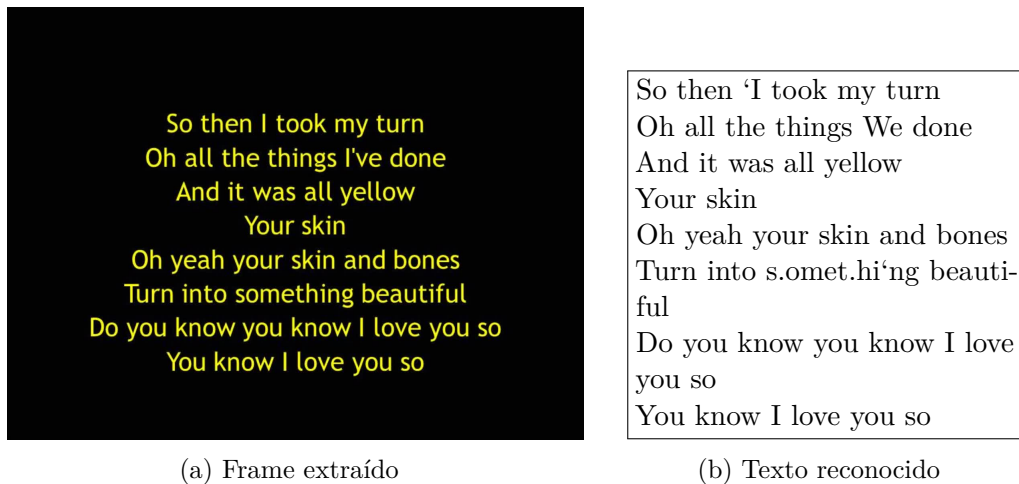 So then I took my turn
Oh all the things I've done
And it was all yellow
Your skin
Oh yeah your skin and bones
Turn into something beautiful
Do you know you know I love you so
You know I love you so
(a) Frame extraído
So then ‘I took my turn
Oh all the things We done
And it was all yellow
Your skin
Oh yeah your skin and bones
Turn into s.omet.hi‘ng beauti-
ful
Do you know you know I love
you so
You know I love you so
(b) Texto reconocido